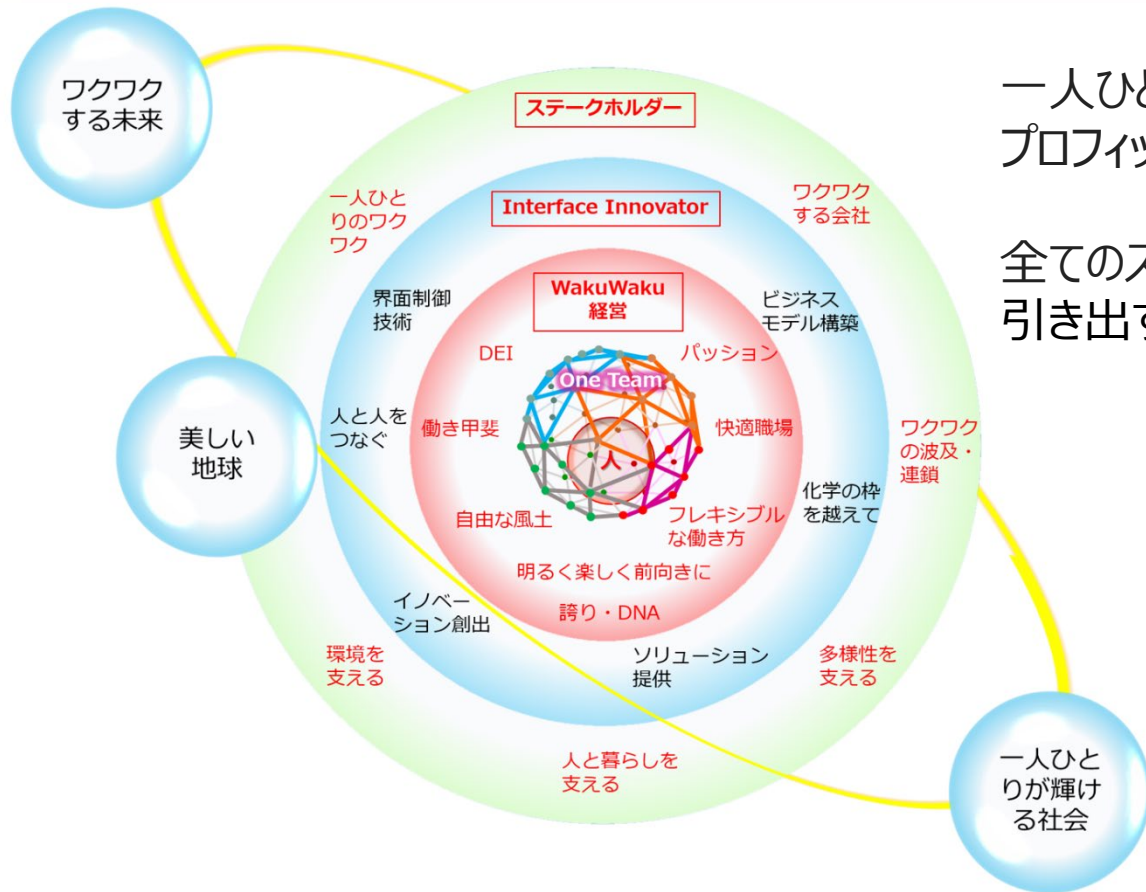 ワクワク
する未来
美しい
地球
一人ひと
りが輝け
る社会
ステークホルダー
一人ひと
りのワク
ワク
ワクワク
する会社
ワクワク
の波及・
連鎖
環境を
支える
多様性を
支える
人と暮らしを
支える
Interface Innovator
界面制御
技術
ビジネス
モデル構築
人と人を
つなぐ
化学の枠
を越えて
イノベー
ション創出
ソリューション
提供
WakuWaku
経営
DEI
パッション
One Team
働き甲斐
快適職場
人
自由な風土
フレキシブル
な働き方
明るく楽しく前向きに
誇り・DNA
一人ひ
プロフィッ
全ての
引き出す